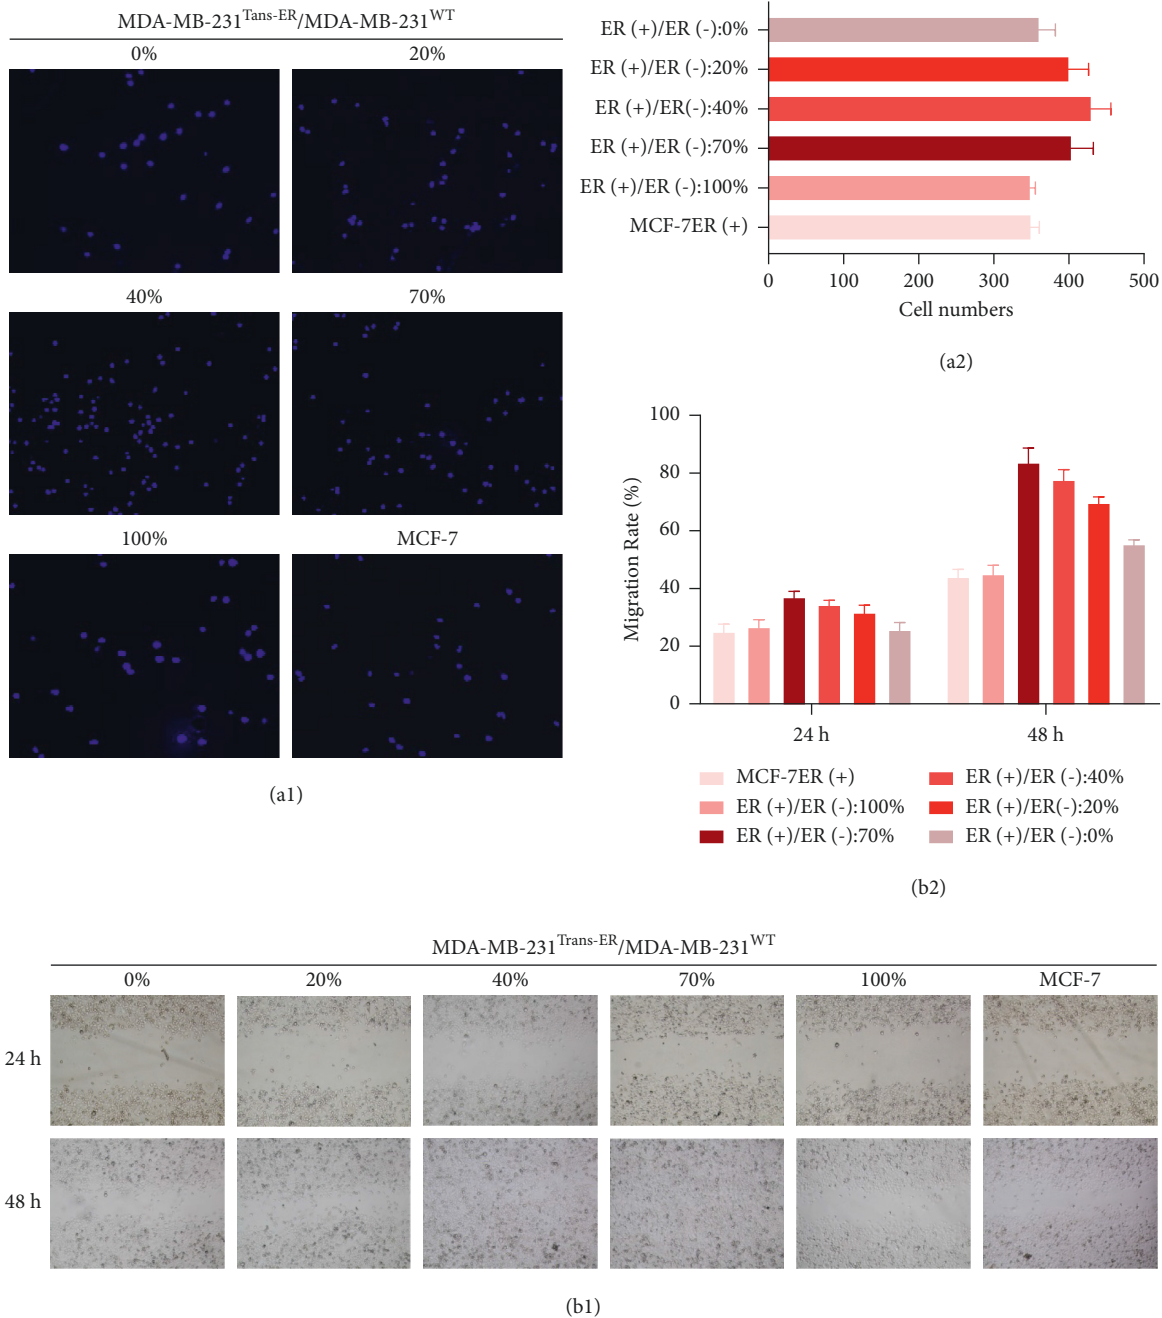 MDA-MB-231Tans-ER/MDA-MB-231WT
0% 20%
40% 70%
100% MCF-7
(a1)
ER (+)/ER (-):0%
ER (+)/ER (-):20%
ER (+)/ER(-):40%
ER (+)/ER (-):70%
ER (+)/ER (-):100%
MCF-7ER (+)
0 100 200 300 400 500
Cell numbers
(a2)
100
80
60
40
20
0
Migration Rate (%)
24 h 48 h
MCF-7ER (+) ER (+)/ER (-):40%
ER (+)/ER (-):100% ER (+)/ER(-):20%
ER (+)/ER (-):70% ER (+)/ER (-):0%
(b2)
MDA-MB-231Trans-ER/MDA-MB-231WT
0% 20% 40% 70% 100% MCF-7
24 h
48 h
(b1)